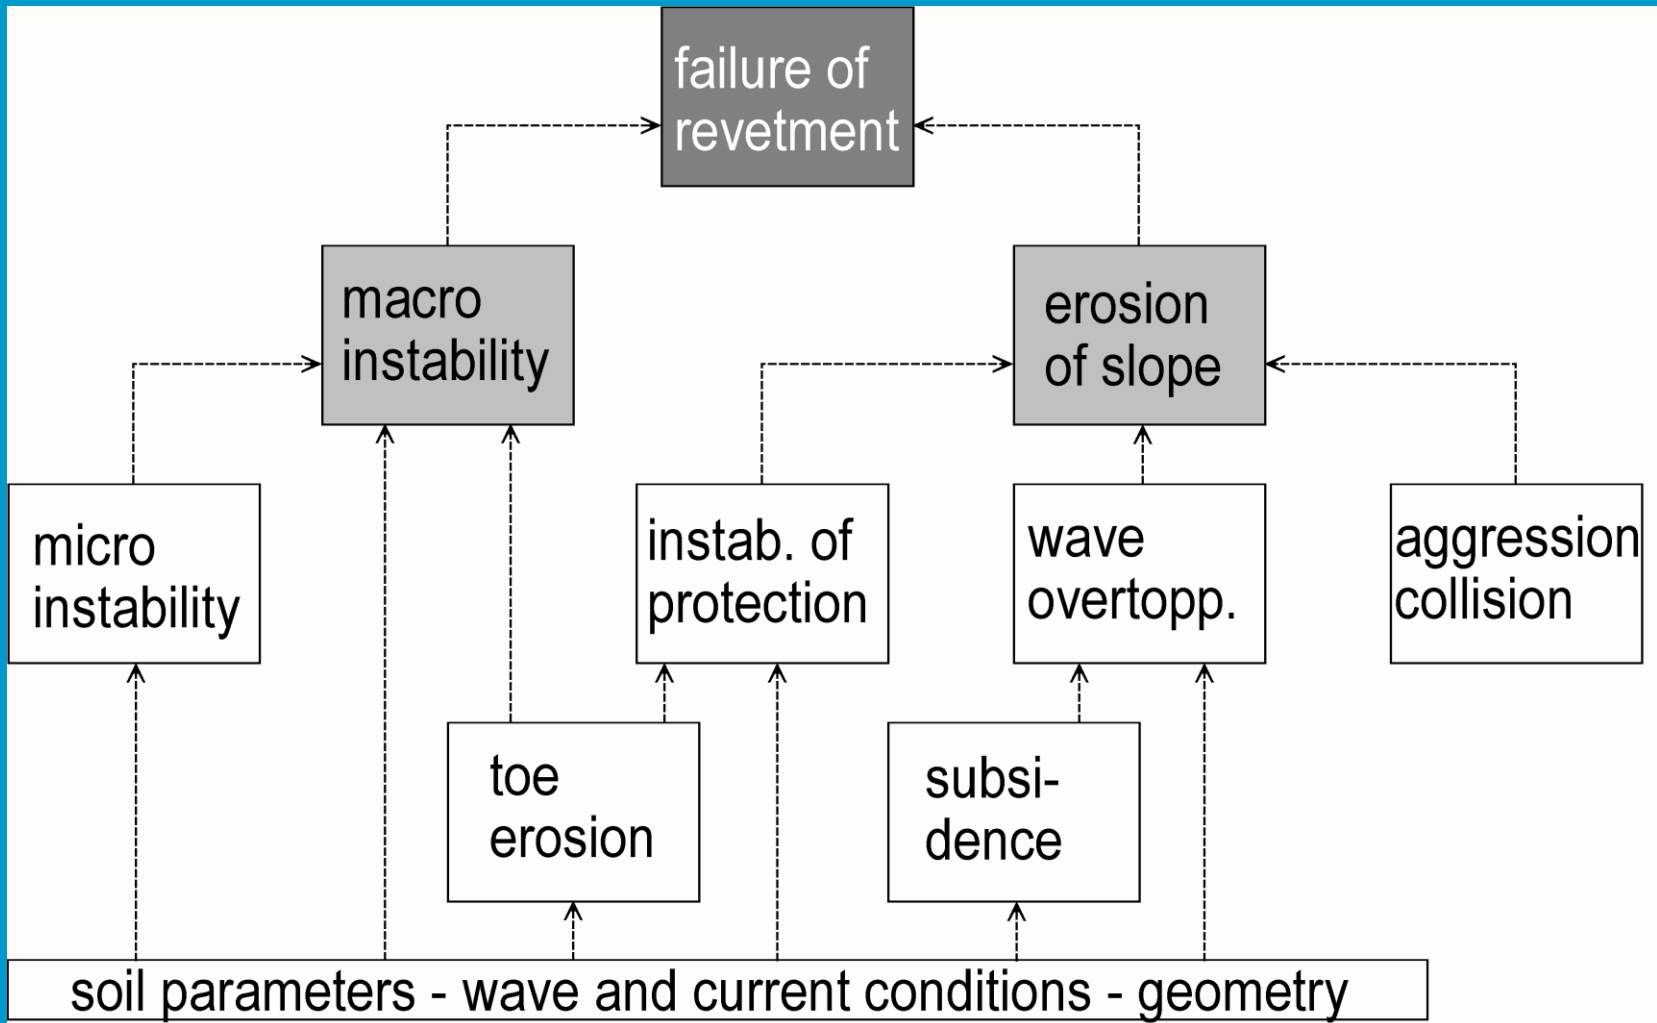 failure of
revetment
macro
instability
erosion
of slope
micro
instability
instab. of
protection
wave
overtopp.
aggression
collision
toe
erosion
subsi-
dence
soil parameters - wave and current conditions - geometry